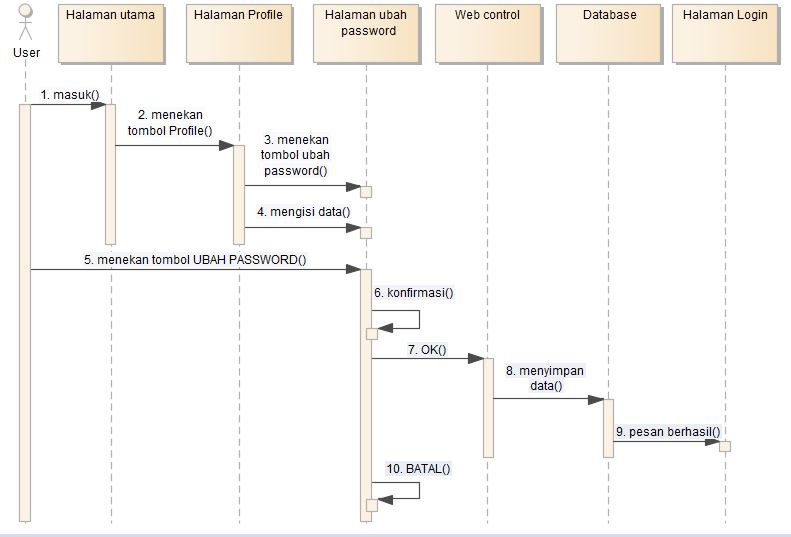 User
Halaman utama
Halaman Profile
Halaman ubah
password
Web control
Database
Halaman Login
1. masuk()
2. menekan
tombol Profile()
3. menekan
tombol ubah
password()
4. mengisi data()
5. menekan tombol UBAH PASSWORD()
6. konfirmasi()
7. OK()
8. menyimpan
data()
9. pesan berhasil()
10. BATAL()